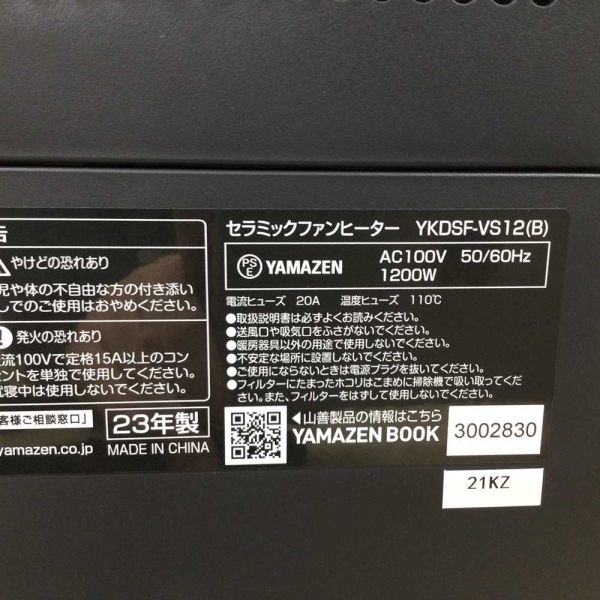 告
やけどの恐れあり
児や体の不自由な方の付き添い
しでのご使用はおやめください。
発火の恐れあり
流100Vで定格15A以上のコン
セントを単独で使用してください。
就寝中は使用しないでください。
客様ご相談窓口」
yamazen.co.jp
23年製
MADE IN CHINA
セラミックファンヒーター YKDSF-VS12(B)
PSE YAMAZEN
AC100V 50/60Hz
1200W
電流ヒューズ 20A 温度ヒューズ 110℃
●取扱説明書は必ずよくお読みください。
●送風口や吸気口をふさがないでください。
●暖房器具以外の用途で使用しないでください。
●不安定な場所に設置しないでください。
●ご使用にならないときは電源プラグを抜いてください。
●フィルターにたまったホコリはこまめに掃除機で吸い取ってくだ
さい。また、フィルターをはずして使用しないでください。
◀山善製品の情報はこちら
YAMAZEN BOOK
3002830
21KZ